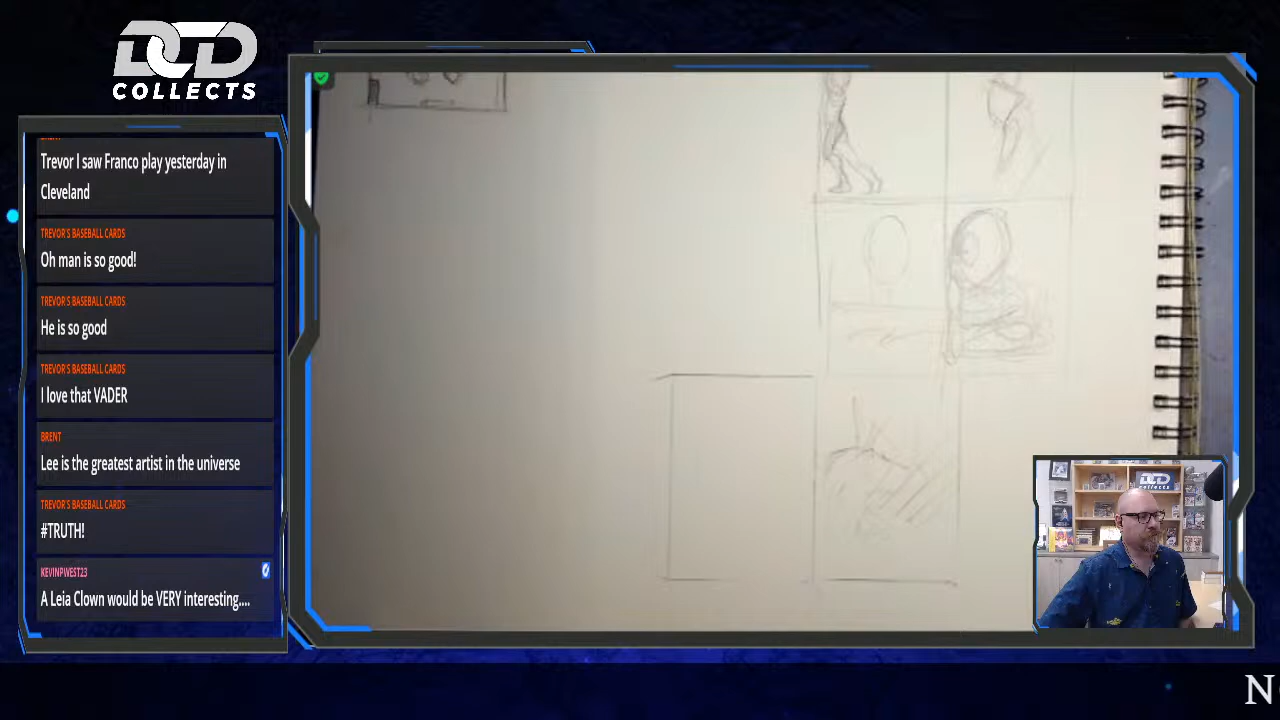 DCD
COLLECTS
Trevor I saw Franco play yesterday in
Cleveland
TREVOR'S BASEBALL CARDS
Oh man is so good!
TREVOR'S BASEBALL CARDS
He is so good
TREVOR'S BASEBALL CARDS
I love that VADER
BRENT
Lee is the greatest artist in the universe
TREVOR'S BASEBALL CARDS
#TRUTH!
KEVINPWEST23
A Leia Clown would be VERY interesting....
DCD
collects
N